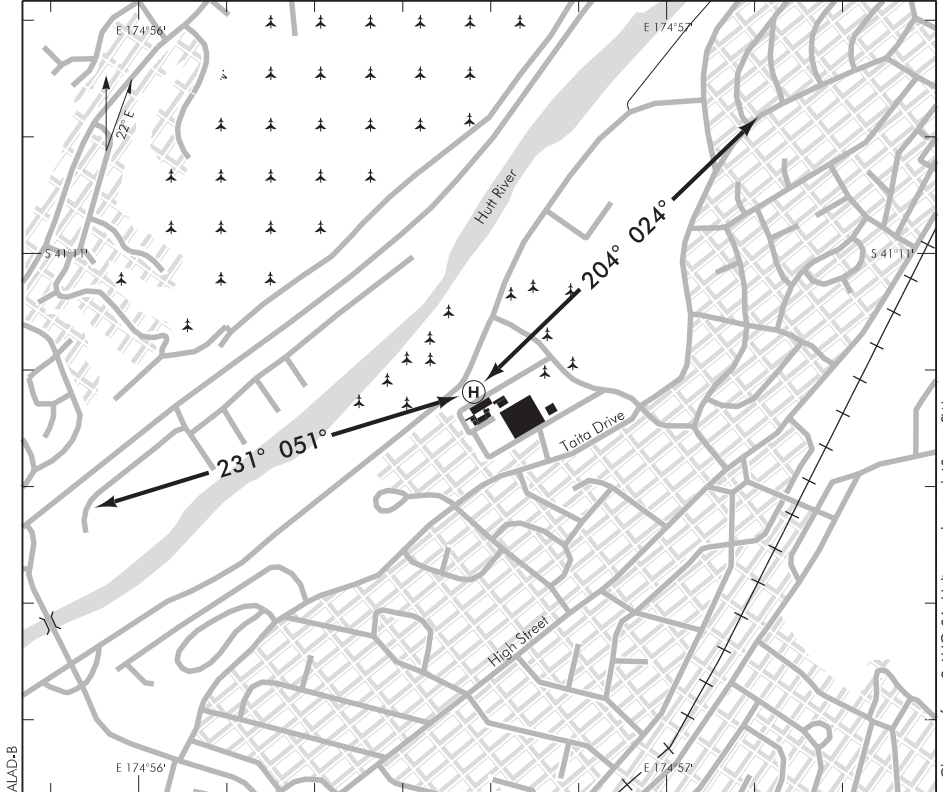 E 174°56'
E 174°57'
22° E
Hutt River
S 41°11'
S 41°11'
204° 024°
H
231° 051°
Taita Drive
High Street
E 174°56'
E 174°57'
ALAD-B